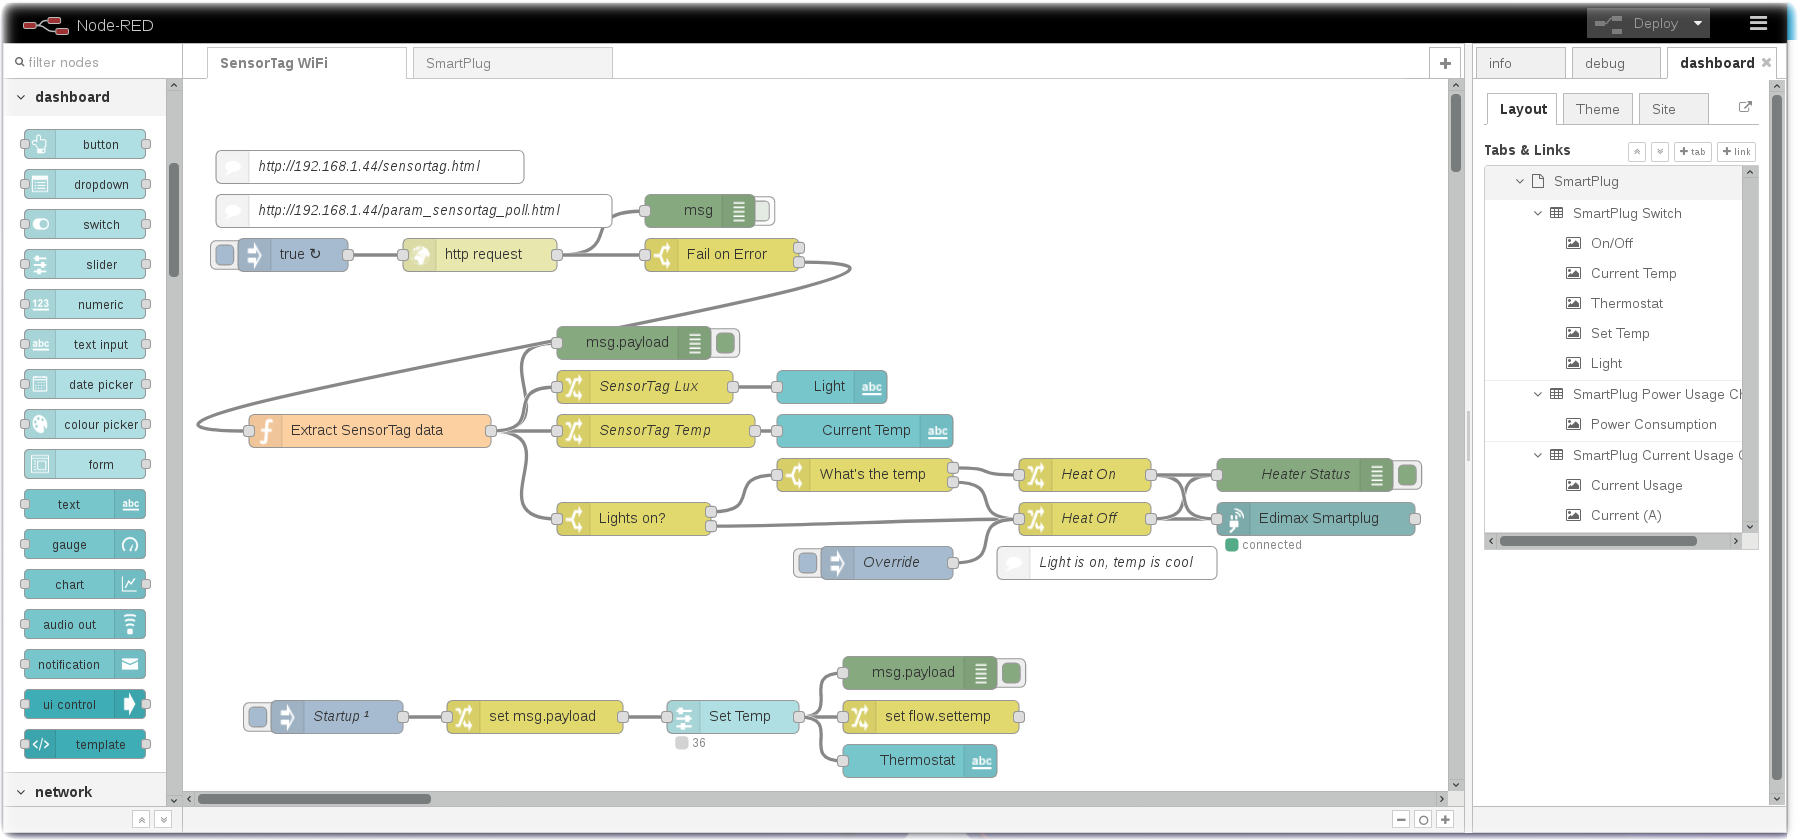 Node-RED
Deploy
filter nodes
SensorTag WiFi
SmartPlug
info
debug
dashboard
dashboard
button
dropdown
switch
slider
123 numeric
abc text input
date picker
colour picker
form
text abc
gauge
chart
audio out
notification
ui control
</> template
network
http://192.168.1.44/sensortag.html
http://192.168.1.44/param_sensortag_poll.html
msg
true ↻
http request
Fail on Error
msg.payload
SensorTag Lux
Light abc
Extract SensorTag data
SensorTag Temp
Current Temp abc
What's the temp
Heat On
Heater Status
Lights on?
Heat Off
Edimax Smartplug
connected
Override
Light is on, temp is cool
msg.payload
Startup ¹
set msg.payload
Set Temp
36
set flow.settemp
Thermostat abc
Layout
Theme
Site
Tabs & Links
+ tab
+ link
SmartPlug
SmartPlug Switch
On/Off
Current Temp
Thermostat
Set Temp
Light
SmartPlug Power Usage Ch
Power Consumption
SmartPlug Current Usage C
Current Usage
Current (A)